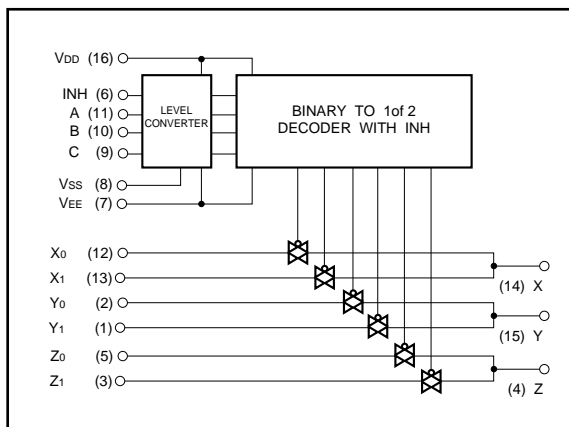 VDD (16)
INH (6)
A (11)
B (10)
C (9)
VSS (8)
VEE (7)
LEVEL
CONVERTER
BINARY TO 1of 2
DECODER WITH INH
X0 (12)
X1 (13)
Y0 (2)
Y1 (1)
Z0 (5)
Z1 (3)
(14) X
(15) Y
(4) Z